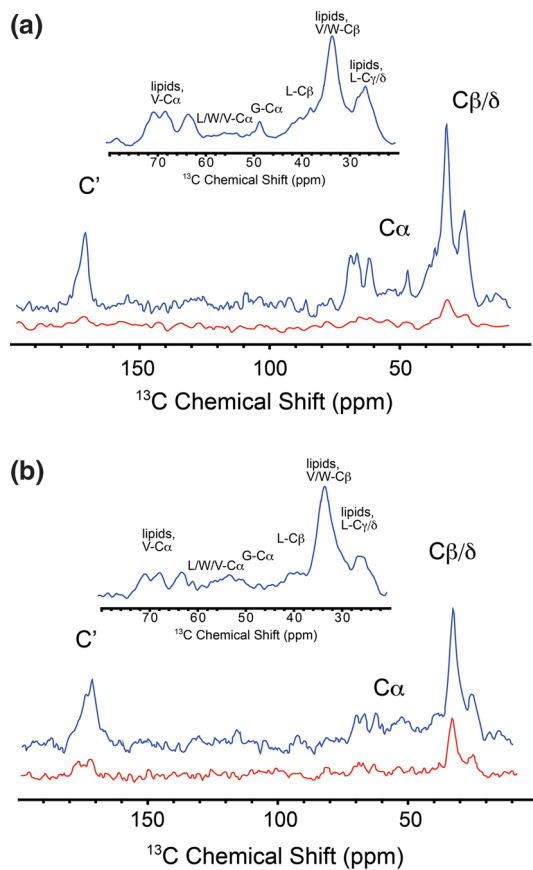 (a)
lipids,
V/W-Cβ
lipids,
L-Cγ/δ
L-Cβ
lipids,
V-Cα
G-Cα
L/W/V-Cα
70 60 50 40 30
¹³C Chemical Shift (ppm)
Cβ/δ
C'
Cα
150 100 50
¹³C Chemical Shift (ppm)
(b)
lipids,
V/W-Cβ
lipids,
L-Cγ/δ
lipids,
V-Cα
L-Cβ
G-Cα
L/W/V-Cα
70 60 50 40 30
¹³C Chemical Shift (ppm)
Cβ/δ
C'
Cα
150 100 50
¹³C Chemical Shift (ppm)